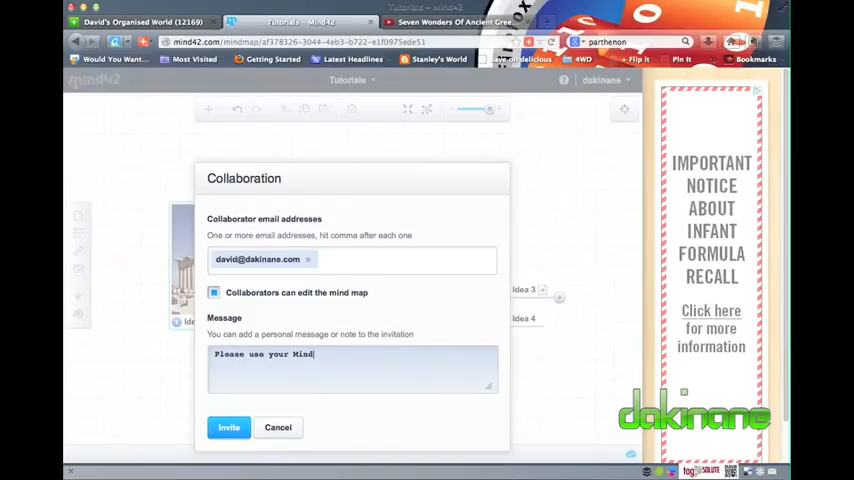 David's Organised World (12169)
Tutorials – Mind42
Seven Wonders Of Ancient Gree...
mind42.com/mindmap/af378326-3044-4eb3-b722-e1f0975ede51
parthenon
Would You Want...
Most Visited
Getting Started
Latest Headlines
Stanley's World
save on delicious
4WD
Flip It
Pin It
Bookmarks
mind42
Tutorials
dakinane
Collaboration
Collaborator email addresses
One or more email addresses, hit comma after each one
david@dakinane.com ×
Collaborators can edit the mind map
Message
You can add a personal message or note to the invitation
Please use your Mind
Invite
Cancel
Idea 3
Idea 4
IMPORTANT
NOTICE
ABOUT
INFANT
FORMULA
RECALL
Click here
for more
information
dakinane